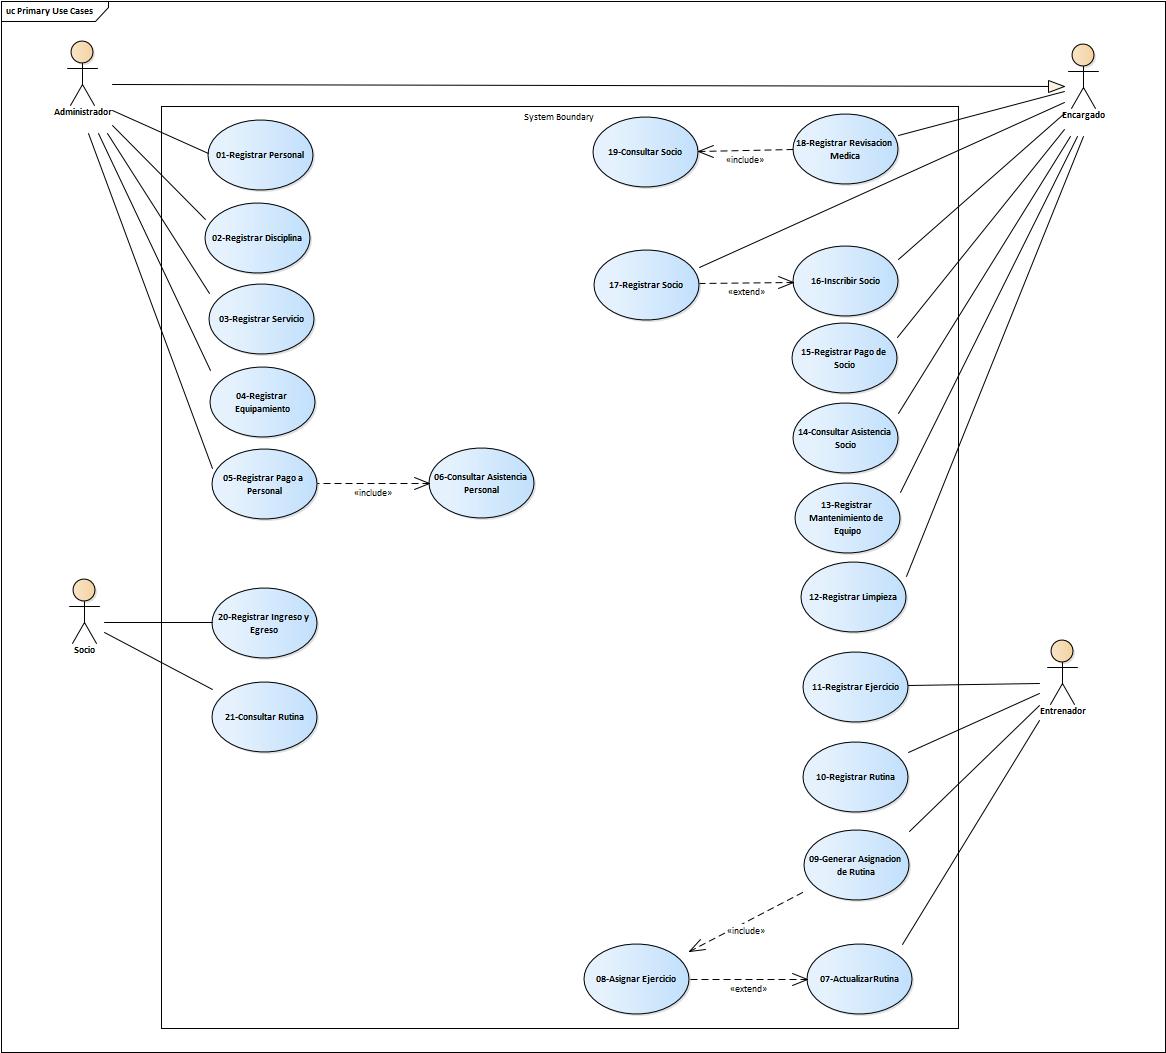 uc Primary Use Cases
Administrador
Encargado
System Boundary
01-Registrar Personal
19-Consultar Socio
«include»
18-Registrar Revisacion
Medica
02-Registrar Disciplina
17-Registrar Socio
«extend»
16-Inscribir Socio
03-Registrar Servicio
15-Registrar Pago de
Socio
04-Registrar
Equipamiento
14-Consultar Asistencia
Socio
05-Registrar Pago a
Personal
«include»
06-Consultar Asistencia
Personal
13-Registrar
Mantenimiento de
Equipo
12-Registrar Limpieza
Socio
20-Registrar Ingreso y
Egreso
21-Consultar Rutina
11-Registrar Ejercicio
Entrenador
10-Registrar Rutina
09-Generar Asignacion
de Rutina
«include»
08-Asignar Ejercicio
«extend»
07-ActualizarRutina